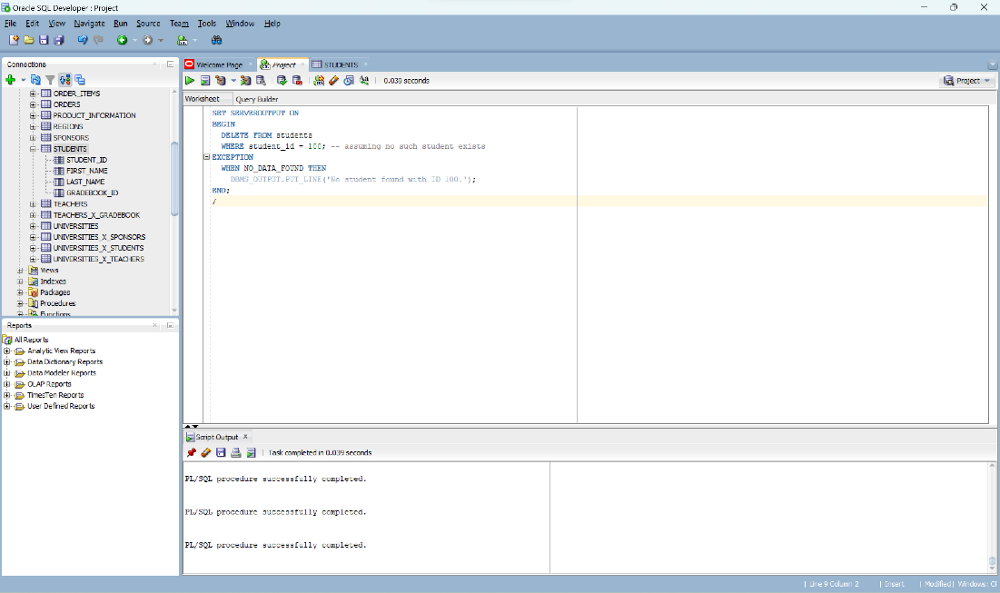 Oracle SQL Developer : Project
File Edit View Navigate Run Source Team Tools Window Help
Connections
ORDER_ITEMS
ORDERS
PRODUCT_INFORMATION
REGIONS
SPONSORS
STUDENTS
STUDENT_ID
FIRST_NAME
LAST_NAME
GRADEBOOK_ID
TEACHERS
TEACHERS_X_GRADEBOOK
UNIVERSITIES
UNIVERSITIES_X_SPONSORS
UNIVERSITIES_X_STUDENTS
UNIVERSITIES_X_TEACHERS
Views
Indexes
Packages
Procedures
Functions
Reports
All Reports
Analytic View Reports
Data Dictionary Reports
Data Modeler Reports
OLAP Reports
TimesTen Reports
User Defined Reports
Welcome Page Project STUDENTS
0.039 seconds
Project
Worksheet Query Builder
SET SERVEROUTPUT ON
BEGIN
DELETE FROM students
WHERE student_id = 100; -- assuming no such student exists
EXCEPTION
WHEN NO_DATA_FOUND THEN
DBMS_OUTPUT.PUT_LINE('No student found with ID 100.');
END;
/
Script Output x
Task completed in 0.039 seconds
PL/SQL procedure successfully completed.
PL/SQL procedure successfully completed.
PL/SQL procedure successfully completed.
| Line 9 Column 2 | Insert | Modified | Windows: Cl